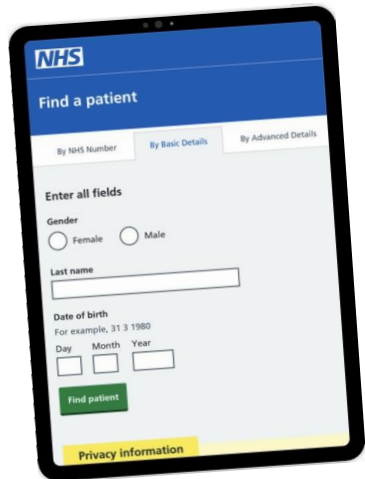 NHS
Find a patient
By NHS Number By Basic Details By Advanced Details
Enter all fields
Gender
Female Male
Last name
Date of birth
For example, 31 3 1980
Day Month Year
Find patient
Privacy information